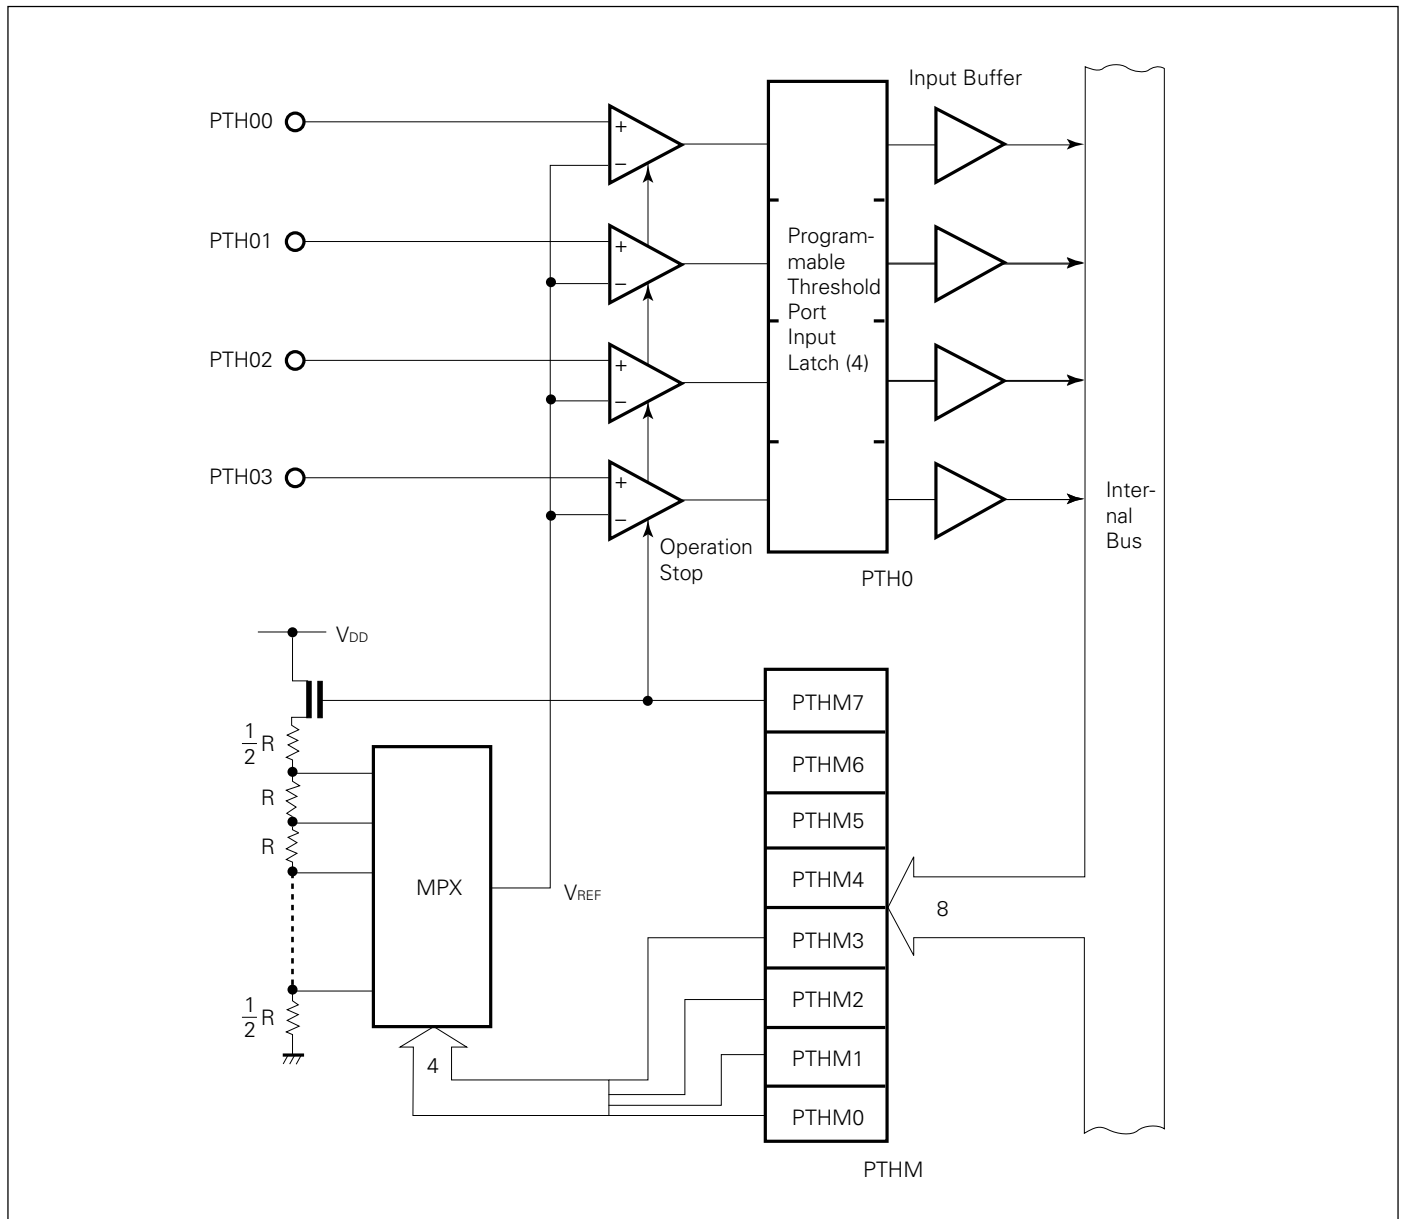 Input Buffer
PTH00
+
−
PTH01
+
−
Program-
mable
Threshold
Port
Input
Latch (4)
PTH02
+
−
PTH03
+
−
Inter-
nal
Bus
Operation
Stop
PTH0
VDD
PTHM7
1/2 R
PTHM6
R
PTHM5
R
MPX
VREF
PTHM4
8
PTHM3
PTHM2
1/2 R
4
PTHM1
PTHM0
PTHM